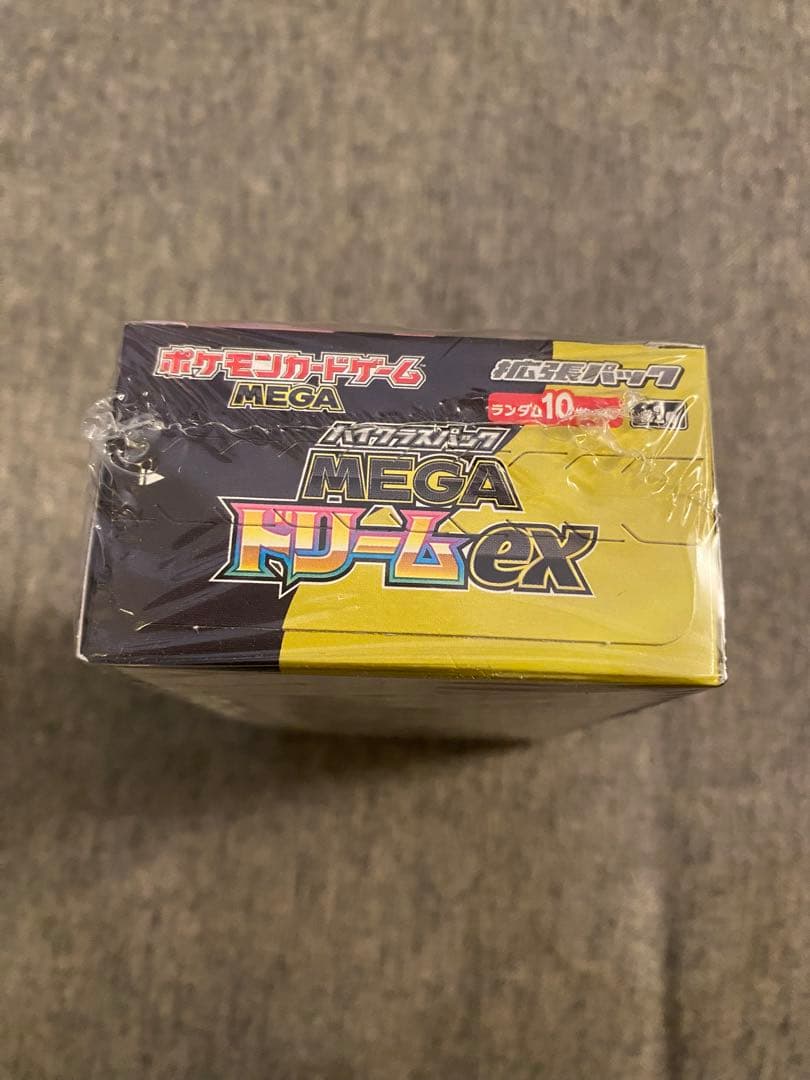 ポケモンカードゲーム
MEGA
拡張パック
ランダム10
ハイクラスパック
MEGA
ドリームex